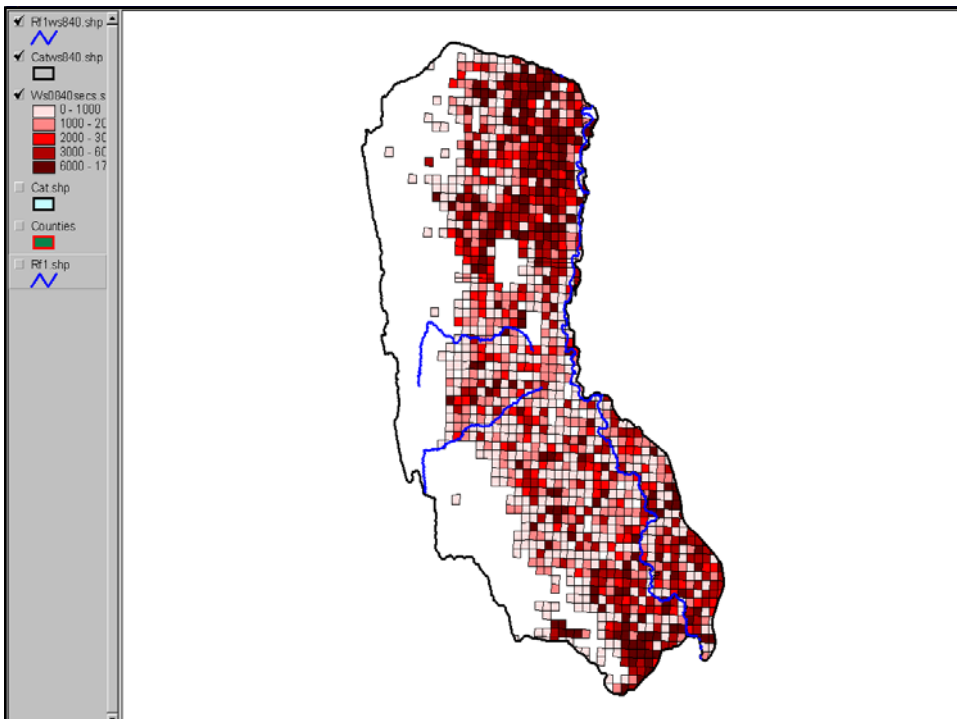 Rf1ws840.shp
Catws840.shp
Ws0840secs.s
0 - 1000
1000 - 20
2000 - 30
3000 - 60
6000 - 17
Cat.shp
Counties
Rf1.shp